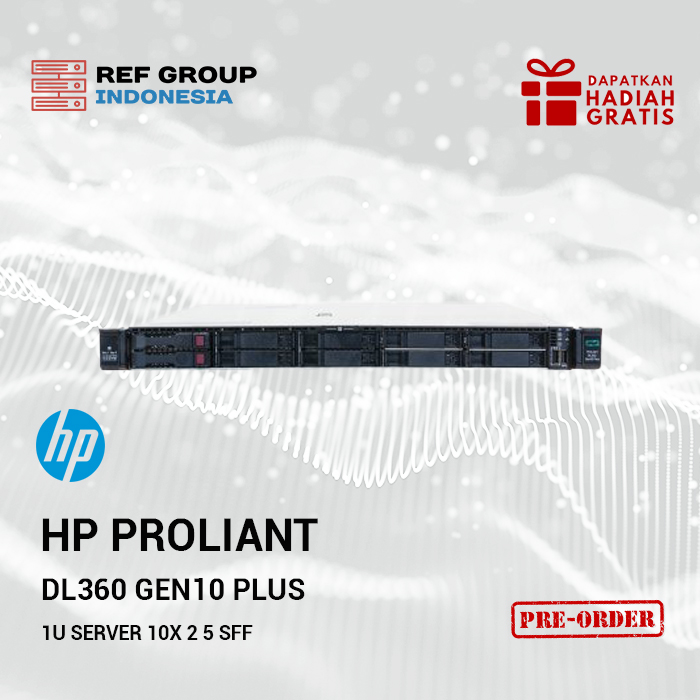 REF GROUP
INDONESIA
DAPATKAN
HADIAH
GRATIS
hp
HP PROLIANT
DL360 GEN10 PLUS
1U SERVER 10X 2 5 SFF
PRE-ORDER